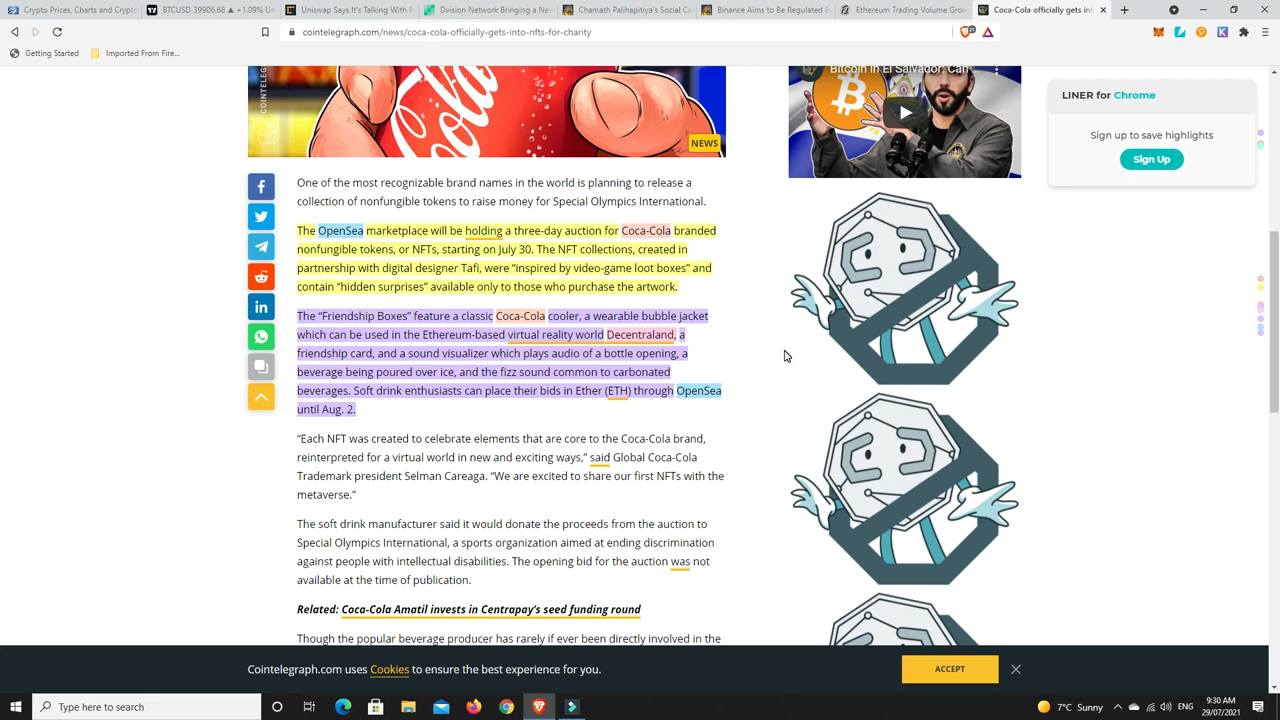 Crypto Prices, Charts and Crypto
BTCUSD 39906.68 ▲ +1.09% Un
Uniswap Says It's Talking With F
Dvision Network Bringing a New
Chamath Palihapitiya's Social Ca
Binance Aims to Be Regulated E
Ethereum Trading Volume Grow
Coca-Cola officially gets into
cointelegraph.com/news/coca-cola-officially-gets-into-nfts-for-charity
Getting Started
Imported From Fire...
COINTELEG
Cola
NEWS
Bitcoin in El Salvador: Can
LINER for Chrome
Sign up to save highlights
Sign Up
One of the most recognizable brand names in the world is planning to release a
collection of nonfungible tokens to raise money for Special Olympics International.
The OpenSea marketplace will be holding a three-day auction for Coca-Cola branded
nonfungible tokens, or NFTs, starting on July 30. The NFT collections, created in
partnership with digital designer Tafi, were “inspired by video-game loot boxes” and
contain “hidden surprises” available only to those who purchase the artwork.
The “Friendship Boxes” feature a classic Coca-Cola cooler, a wearable bubble jacket
which can be used in the Ethereum-based virtual reality world Decentraland, a
friendship card, and a sound visualizer which plays audio of a bottle opening, a
beverage being poured over ice, and the fizz sound common to carbonated
beverages. Soft drink enthusiasts can place their bids in Ether (ETH) through OpenSea
until Aug. 2.
“Each NFT was created to celebrate elements that are core to the Coca-Cola brand,
reinterpreted for a virtual world in new and exciting ways,” said Global Coca-Cola
Trademark president Selman Careaga. “We are excited to share our first NFTs with the
metaverse.”
The soft drink manufacturer said it would donate the proceeds from the auction to
Special Olympics International, a sports organization aimed at ending discrimination
against people with intellectual disabilities. The opening bid for the auction was not
available at the time of publication.
Related: Coca-Cola Amatil invests in Centrapay’s seed funding round
Though the popular beverage producer has rarely if ever been directly involved in the
Cointelegraph.com uses Cookies to ensure the best experience for you.
ACCEPT
Type here to search
7°C Sunny
ENG
9:30 AM
29/07/2021